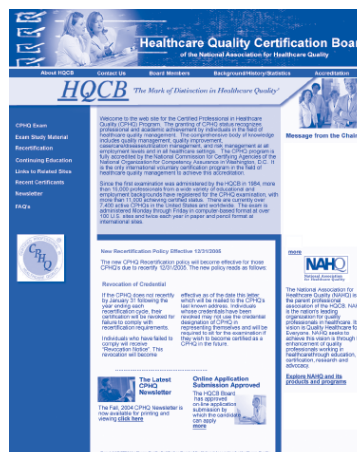 Healthcare Quality Certification Boa
of the National Association for Healthcare Quality
About HQCB Contact Us Board Members Background/History/Statistics Accreditation
HQCB 'The Mark of Distinction in Healthcare Quality'
CPHQ Exam
Exam Study Material
Recertification
Continuing Education
Links to Related Sites
Recent Certificants
Newsletter
FAQ's
CPHQ
Welcome to the web site for the Certified Professional in Healthcare
Quality (CPHQ) Program. The granting of CPHQ status recognizes
professional and academic achievement by individuals in the field of
healthcare quality management. The comprehensive body of knowledge
includes quality management, quality improvement,
case/care/disease/utilization management, and risk management at all
employment levels and in all healthcare settings. The CPHQ program is
fully accredited by the National Commission for Certifying Agencies of the
National Organization for Competency Assurance in Washington, D.C. It
is the only international voluntary certification program in the field of
healthcare quality management to achieve this accreditation.
Since the first examination was administered by the HQCB in 1984, more
than 10,000 professionals from a wide variety of educational and
employment backgrounds have registered for the CPHQ examination, with
more than 11,000 achieving certified status. There are currently over
7,400 active CPHQs in the United States and worldwide. The exam is
administered Monday through Friday in computer-based format at over
100 U.S. sites and twice each year in paper and pencil format at
international sites.
New Recertification Policy Effective 12/31/2005
The new CPHQ Recertification policy will become effective for those
CPHQ's due to recertify 12/31/2005. The new policy reads as follows:
Revocation of Credential
If the CPHQ does not recertify
by January 31 following the
year ending each
recertification cycle, their
certification will be revoked for
failure to comply with
recertification requirements.
Individuals who have failed to
comply will receive
"Revocation Notice". This
revocation will become
effective as of the date this letter,
which will be mailed to the CPHQ's
last known address. Individuals
whose credentials have been
revoked may not use the credential
designation of CPHQ in
representing themselves and will be
required to sit for the examination if
they wish to become certified as a
CPHQ in the future.
The Latest
CPHQ
Newsletter
The Fall, 2004 CPHQ Newsletter is
now available for printing and
viewing click here
Online Application
Submission Approved
The HQCB Board
has approved
on-line application
submission by
which the candidate
can apply
more
Message from the Chair
more
NAHQ
National Association
for Healthcare Quality
The National Association for
Healthcare Quality (NAHQ) is
the parent professional
association of the HQCB. NAH
is the nation's leading
organization for quality
professionals in healthcare. It
vision is Quality Healthcare fo
Everyone. NAHQ seeks to
achieve this vision is through
enhancement of quality
professionals working in
healthcare through education,
certification, research and
advocacy.
Explore NAHQ and its
products and programs